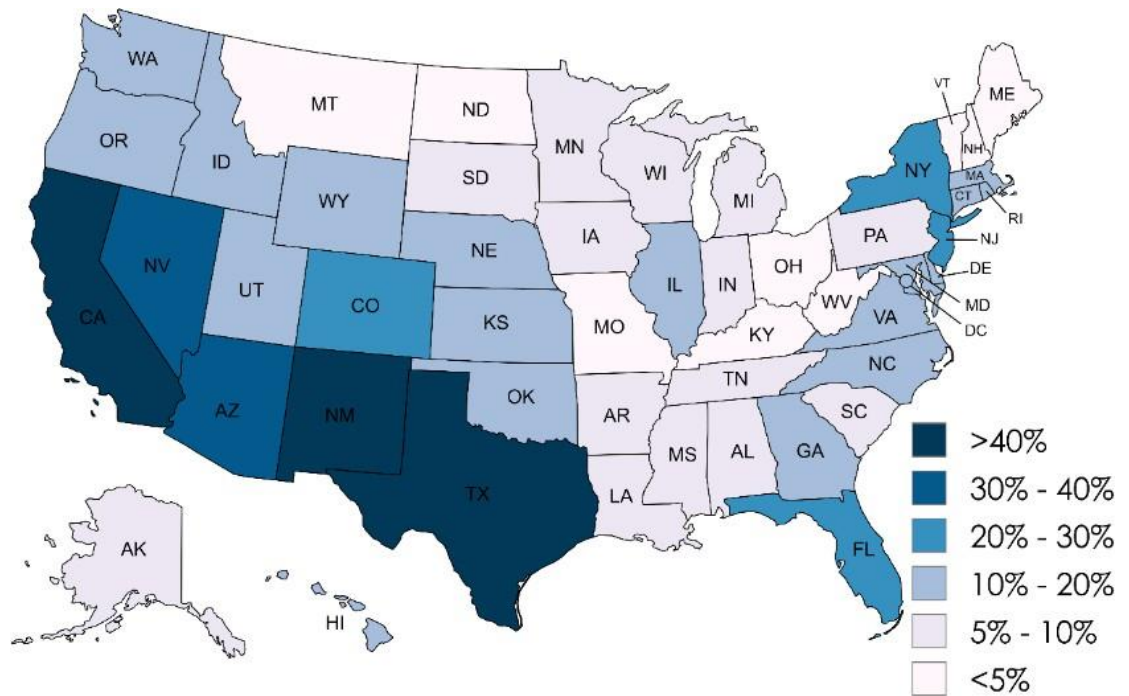 WA
MT
ND
VT
ME
OR
ID
MN
NH
NY
WI
MA
SD
WY
MI
CT
RI
IA
PA
NJ
NE
NV
OH
DE
UT
IL
IN
CA
CO
WV
MD
KS
VA
MO
KY
DC
NC
TN
OK
AZ
NM
AR
SC
>40%
MS
AL
GA
30% - 40%
TX
LA
20% - 30%
AK
FL
10% - 20%
HI
5% - 10%
<5%